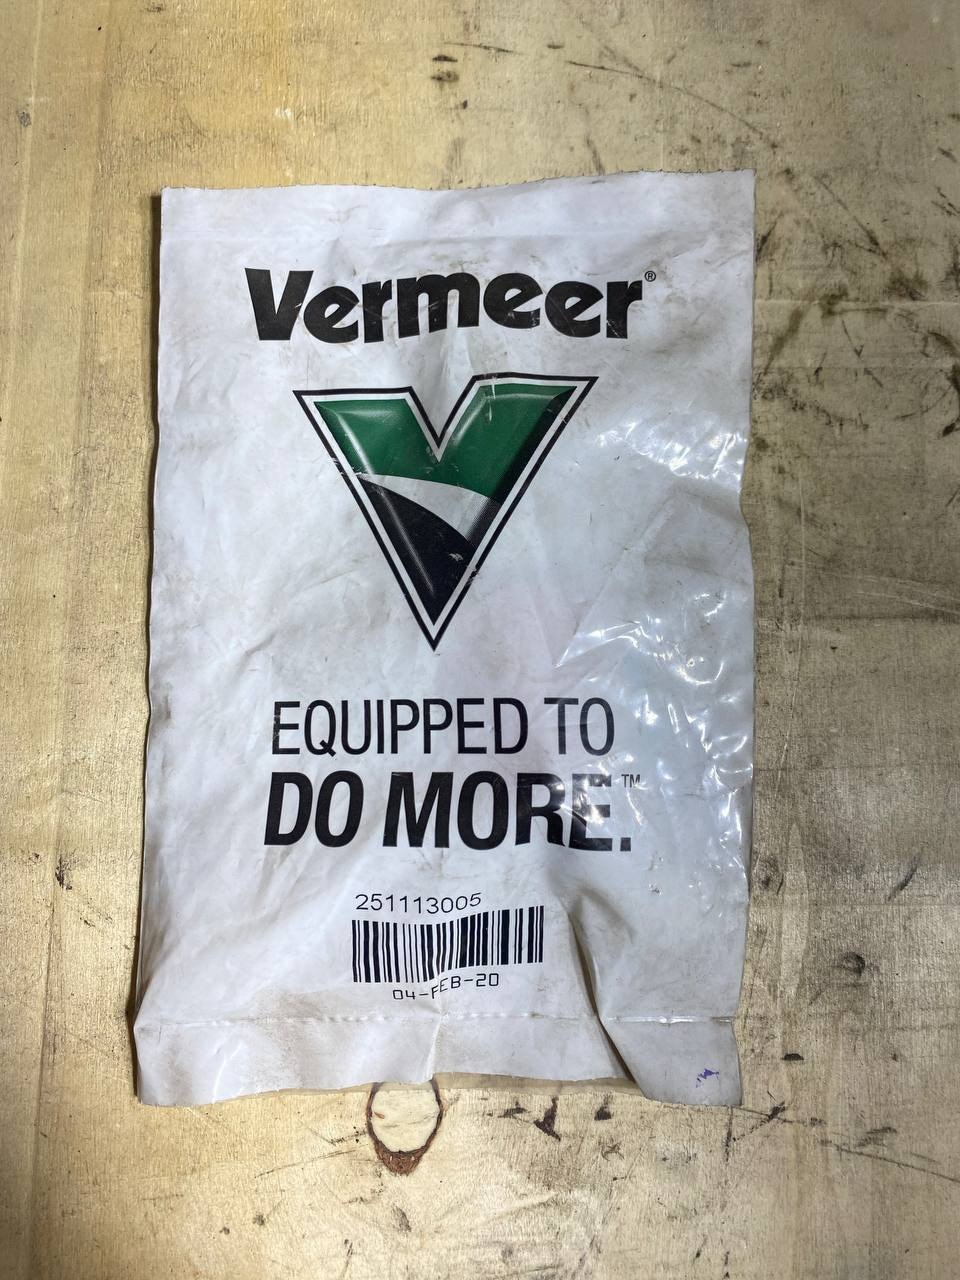 Vermeer®
EQUIPPED TO
DO MORE.™
251113005
04-FEB-20